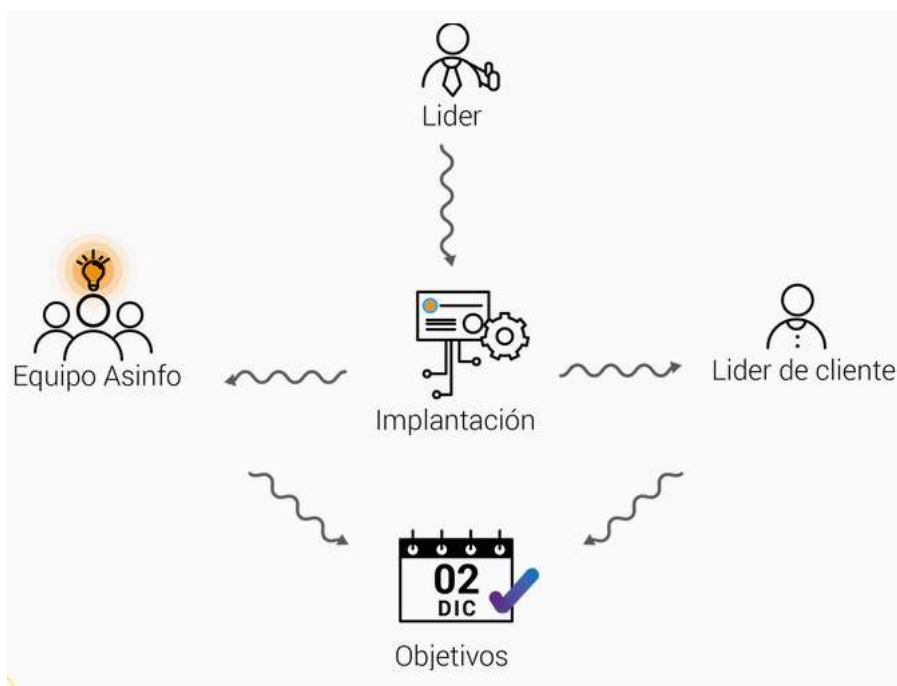 Lider
Equipo Asinfo
Lider de cliente
Implantación
02
DIC
Objetivos